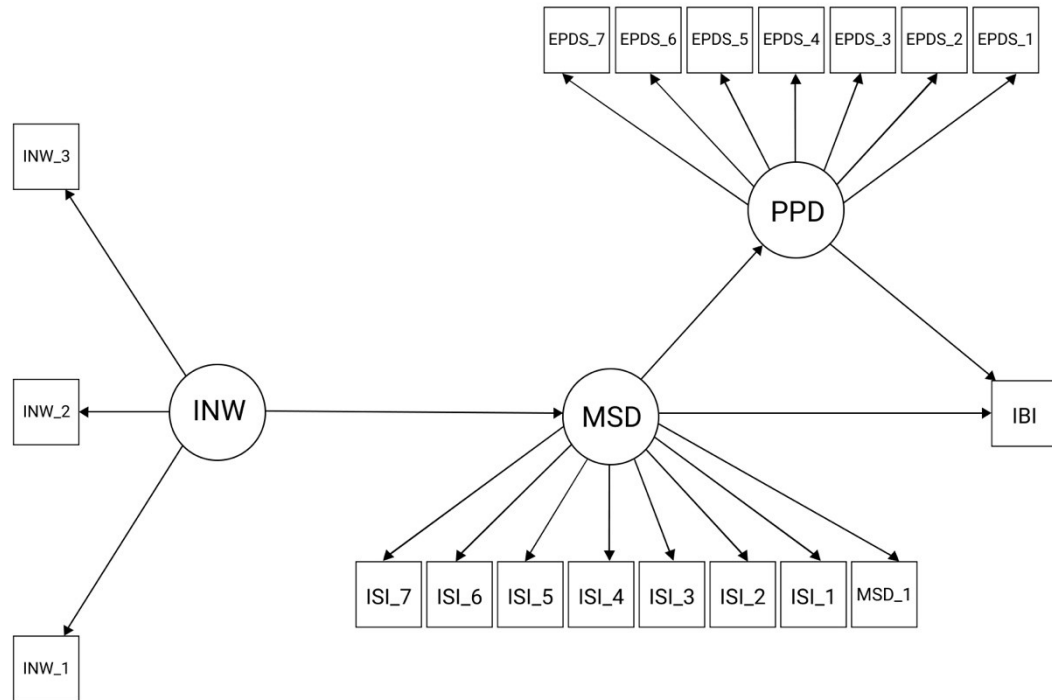 EPDS_7 EPDS_6 EPDS_5 EPDS_4 EPDS_3 EPDS_2 EPDS_1
INW_3
PPD
INW_2
INW
MSD
IBI
ISI_7 ISI_6 ISI_5 ISI_4 ISI_3 ISI_2 ISI_1 MSD_1
INW_1